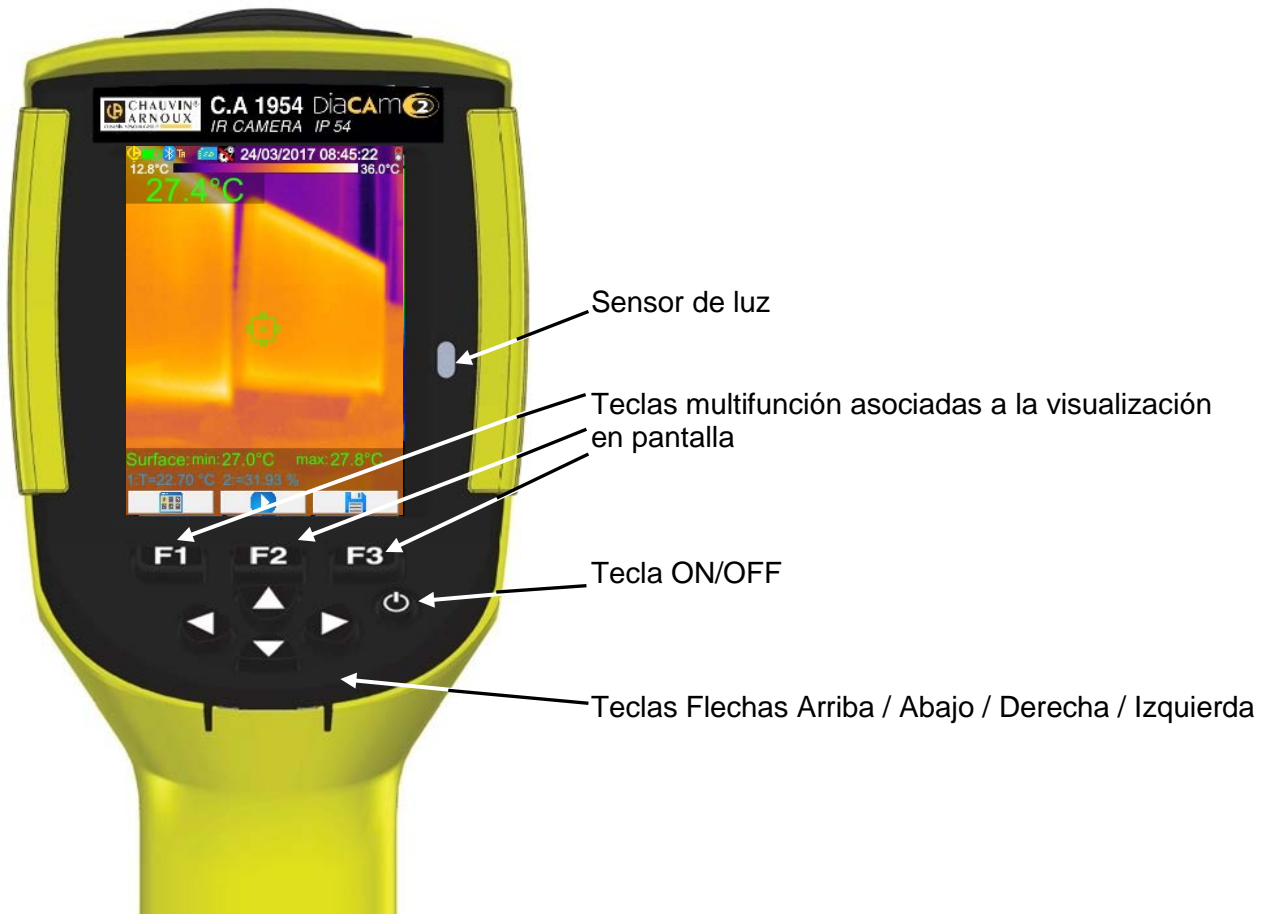 CHAUVIN®
ARNOUX
C.A 1954 DiaCAm 2
IR CAMERA IP 54
24/03/2017 08:45:22
12.8°C 36.0°C
27.4°C
Surface: min: 27.0°C max: 27.8°C
1:T=22.70 °C 2:=31.93 %
F1 F2 F3
Sensor de luz
Teclas multifunción asociadas a la visualización
en pantalla
Tecla ON/OFF
Teclas Flechas Arriba / Abajo / Derecha / Izquierda